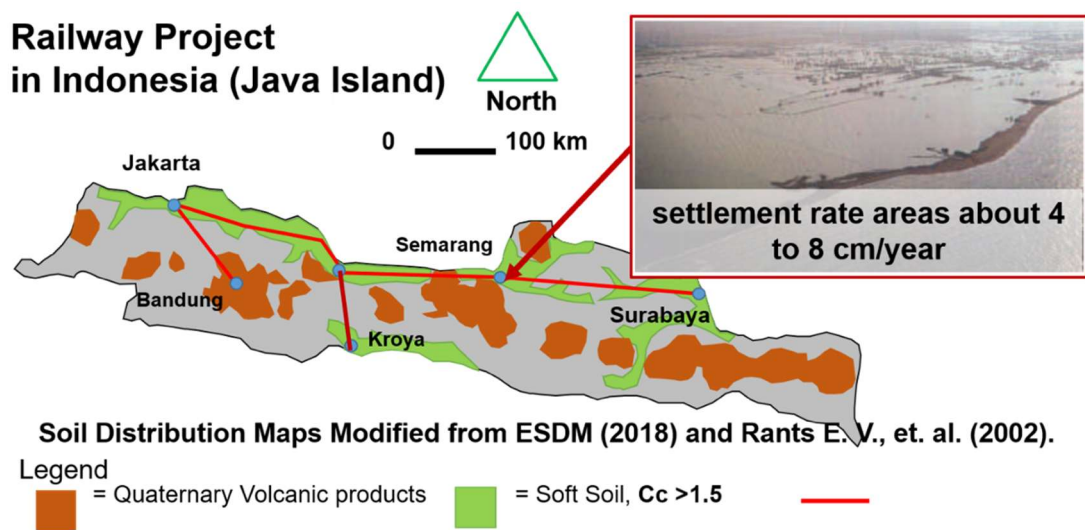 Railway Project
in Indonesia (Java Island)
North
0 100 km
settlement rate areas about 4
to 8 cm/year
Jakarta
Semarang
Bandung
Surabaya
Kroya
Soil Distribution Maps Modified from ESDM (2018) and Rants E. V., et. al. (2002).
Legend
= Quaternary Volcanic products
= Soft Soil, Cc >1.5